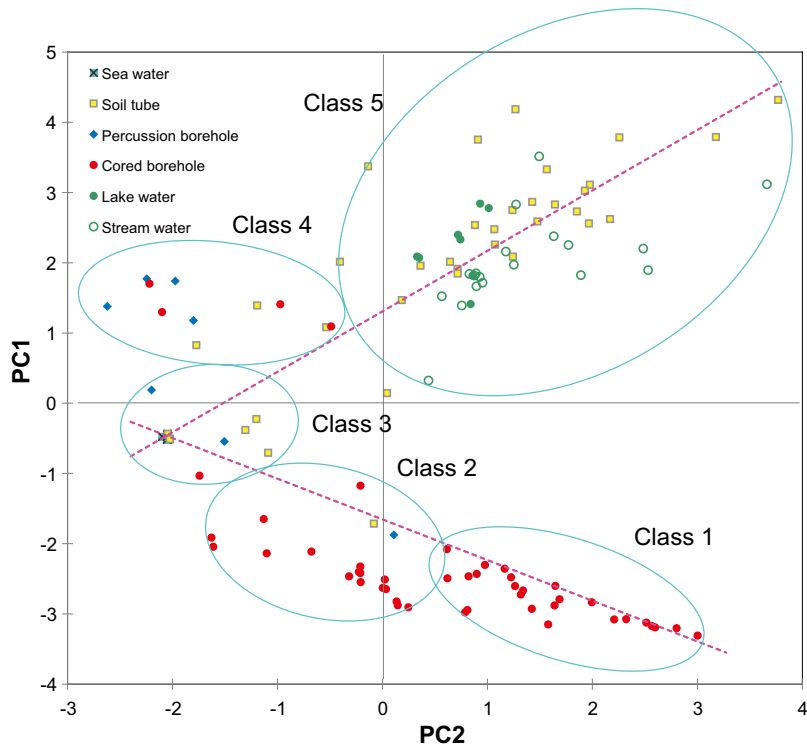 5
4
3
2
1
0
-1
-2
-3
-4
PC1
Sea water
Soil tube
Percussion borehole
Cored borehole
Lake water
Stream water
Class 5
Class 4
Class 3
Class 2
Class 1
-3 -2 -1 0 1 2 3 4
PC2